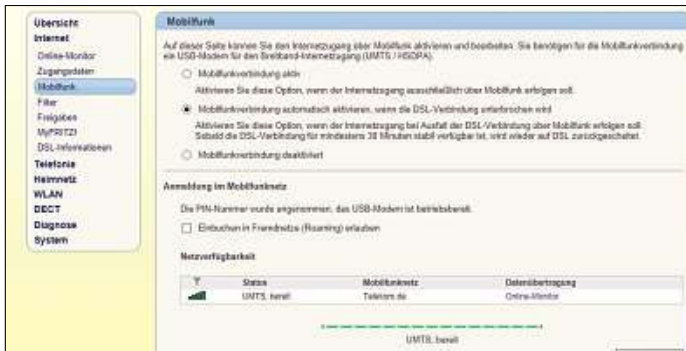 Übersicht
Internet
Online-Monitor
Zugangsdaten
Mobilfunk
Filter
Freigaben
MyFRITZ!
DSL-Informationen
Telefonie
Heimnetz
WLAN
DECT
Diagnose
System
Mobilfunk
Auf dieser Seite können Sie den Internetzugang über Mobilfunk aktivieren und bearbeiten. Sie benötigen für die Mobilfunkverbindung
ein USB-Modem für den Breitband-Internetzugang (UMTS / HSDPA).
Mobilfunkverbindung aktiv
Aktivieren Sie diese Option, wenn der Internetzugang ausschließlich über Mobilfunk erfolgen soll.
Mobilfunkverbindung automatisch aktivieren, wenn die DSL-Verbindung unterbrochen wird
Aktivieren Sie diese Option, wenn der Internetzugang bei Ausfall der DSL-Verbindung über Mobilfunk erfolgen soll.
Sobald die DSL-Verbindung für mindestens 30 Minuten stabil verfügbar ist, wird wieder auf DSL zurückgeschaltet.
Mobilfunkverbindung deaktiviert
Anmeldung im Mobilfunknetz
Die PIN-Nummer wurde angenommen, das USB-Modem ist betriebsbereit.
Einbuchen in Fremdnetze (Roaming) erlauben
Netzverfügbarkeit
Status Mobilfunknetz Datenübertragung
UMTS, bereit Telekom.de Online-Monitor
UMTS, bereit